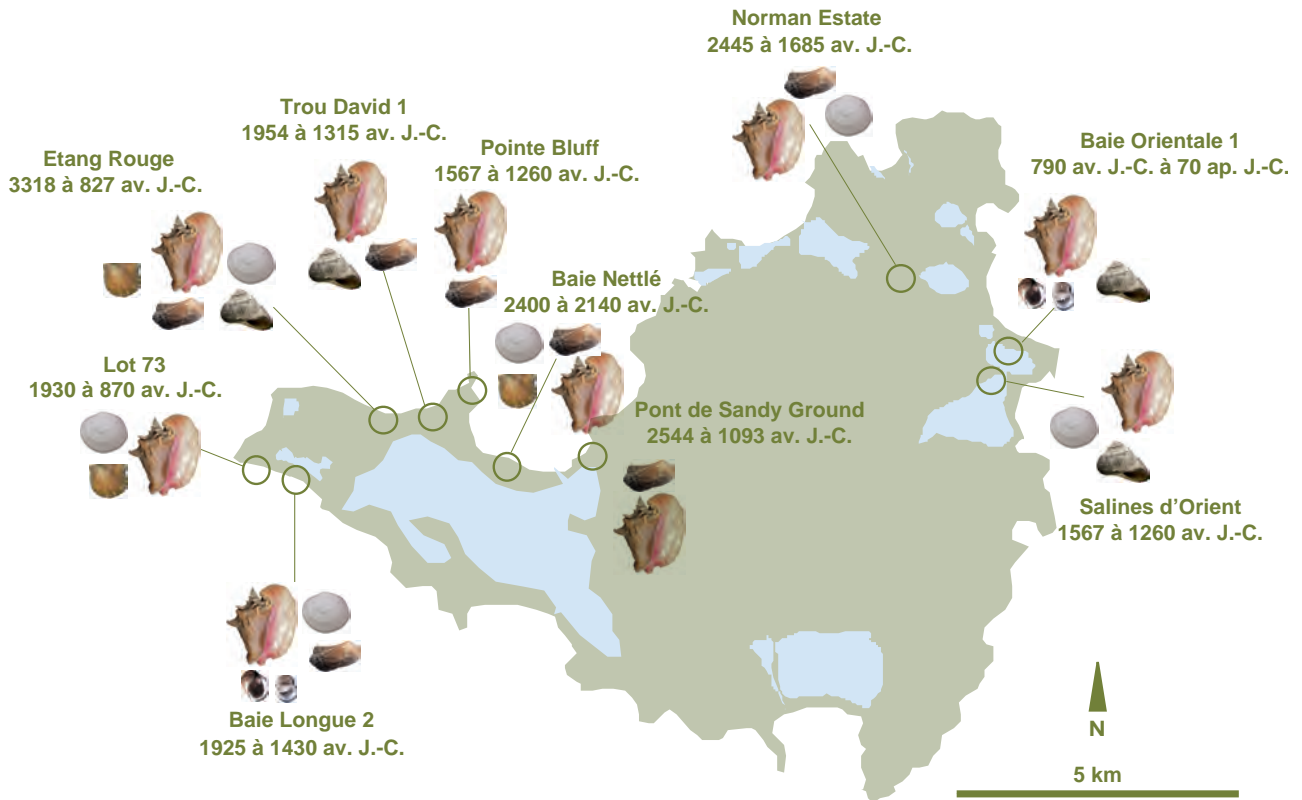 Norman Estate
2445 à 1685 av. J.-C.
Trou David 1
1954 à 1315 av. J.-C.
Pointe Bluff
1567 à 1260 av. J.-C.
Baie Orientale 1
790 av. J.-C. à 70 ap. J.-C.
Etang Rouge
3318 à 827 av. J.-C.
Baie Nettlé
2400 à 2140 av. J.-C.
Lot 73
1930 à 870 av. J.-C.
Pont de Sandy Ground
2544 à 1093 av. J.-C.
Salines d'Orient
1567 à 1260 av. J.-C.
Baie Longue 2
1925 à 1430 av. J.-C.
N
5 km